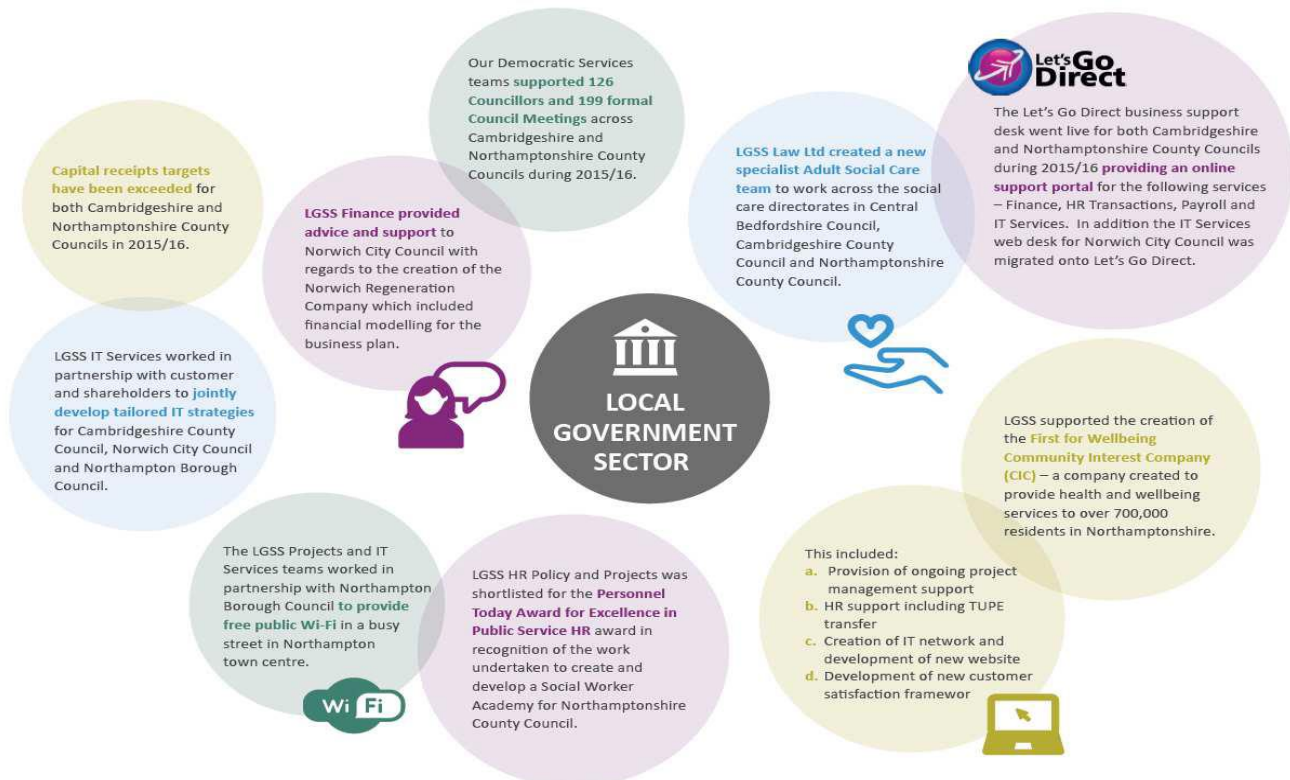 Our Democratic Services
teams supported 126
Councillors and 199 formal
Council Meetings across
Cambridgeshire and
Northamptonshire County
Councils during 2015/16.
Let's Go
Direct
The Let's Go Direct business support
desk went live for both Cambridgeshire
and Northamptonshire County Councils
during 2015/16 providing an online
support portal for the following services
– Finance, HR Transactions, Payroll and
IT Services. In addition the IT Services
web desk for Norwich City Council was
migrated onto Let's Go Direct.
Capital receipts targets
have been exceeded for
both Cambridgeshire and
Northamptonshire County
Councils in 2015/16.
LGSS Finance provided
advice and support to
Norwich City Council with
regards to the creation of the
Norwich Regeneration
Company which included
financial modelling for the
business plan.
LGSS Law Ltd created a new
specialist Adult Social Care
team to work across the social
care directorates in Central
Bedfordshire Council,
Cambridgeshire County
Council and Northamptonshire
County Council.
LGSS IT Services worked in
partnership with customer
and shareholders to jointly
develop tailored IT strategies
for Cambridgeshire County
Council, Norwich City Council
and Northampton Borough
Council.
LOCAL
GOVERNMENT
SECTOR
LGSS supported the creation of
the First for Wellbeing
Community Interest Company
(CIC) – a company created to
provide health and wellbeing
services to over 700,000
residents in Northamptonshire.
The LGSS Projects and IT
Services teams worked in
partnership with Northampton
Borough Council to provide
free public Wi-Fi in a busy
street in Northampton
town centre.
Wi Fi
LGSS HR Policy and Projects was
shortlisted for the Personnel
Today Award for Excellence in
Public Service HR award in
recognition of the work
undertaken to create and
develop a Social Worker
Academy for Northamptonshire
County Council.
This included:
a. Provision of ongoing project
management support
b. HR support including TUPE
transfer
c. Creation of IT network and
development of new website
d. Development of new customer
satisfaction framewor